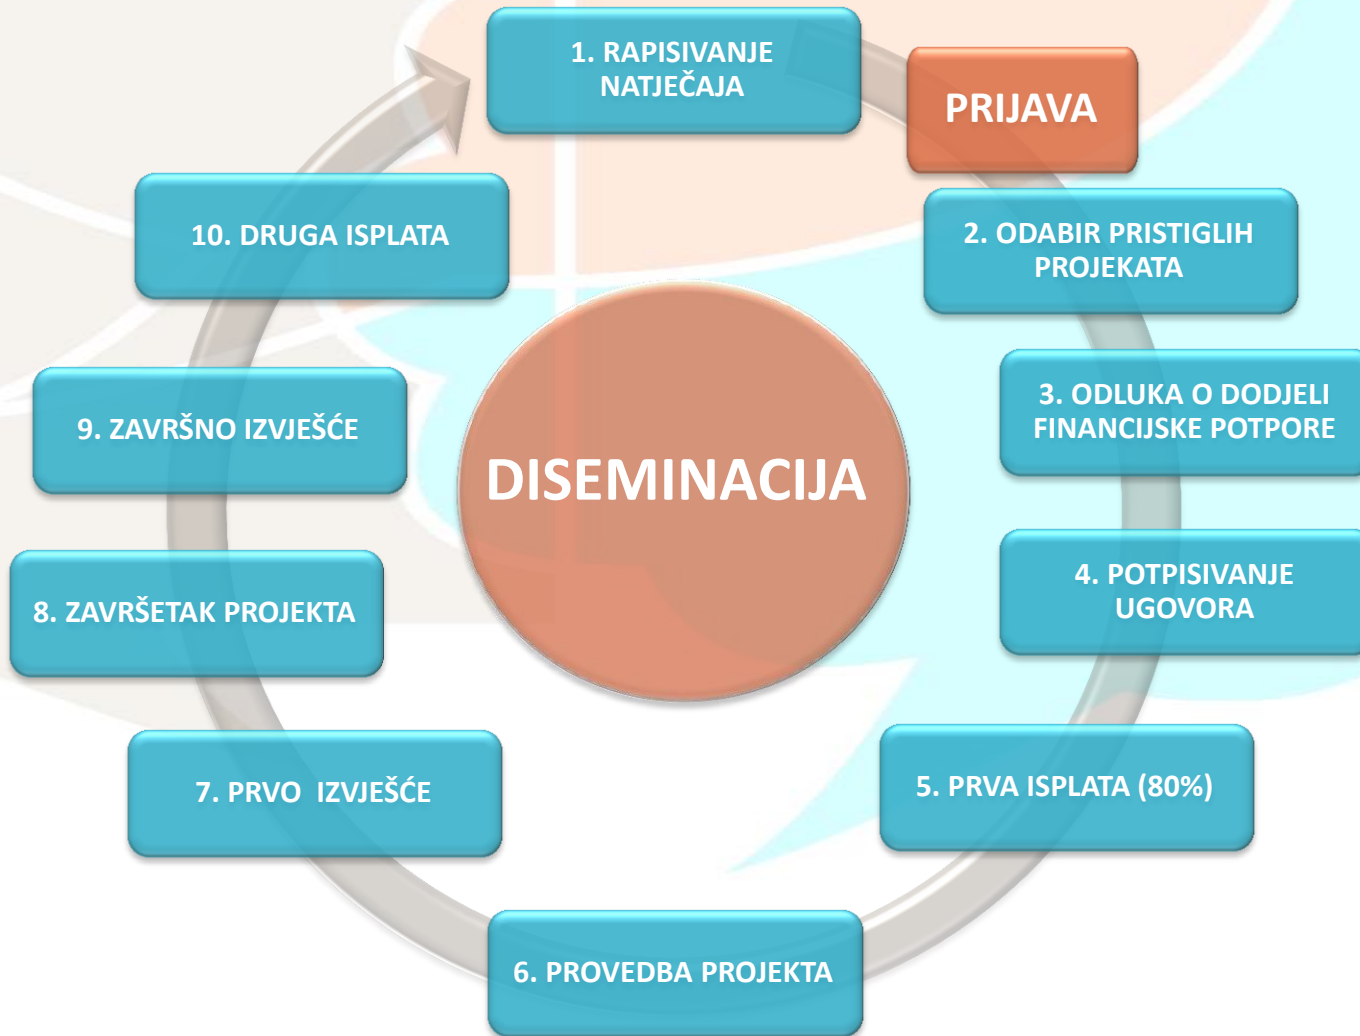 1. RAPISIVANJE
NATJEČAJA
PRIJAVA
2. ODABIR PRISTIGLIH
PROJEKATA
3. ODLUKA O DODJELI
FINANCIJSKE POTPORE
4. POTPISIVANJE
UGOVORA
5. PRVA ISPLATA (80%)
6. PROVEDBA PROJEKTA
7. PRVO IZVJEŠĆE
8. ZAVRŠETAK PROJEKTA
9. ZAVRŠNO IZVJEŠĆE
10. DRUGA ISPLATA
DISEMINACIJA